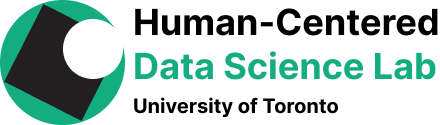 Human-Centered
Data Science Lab
University of Toronto